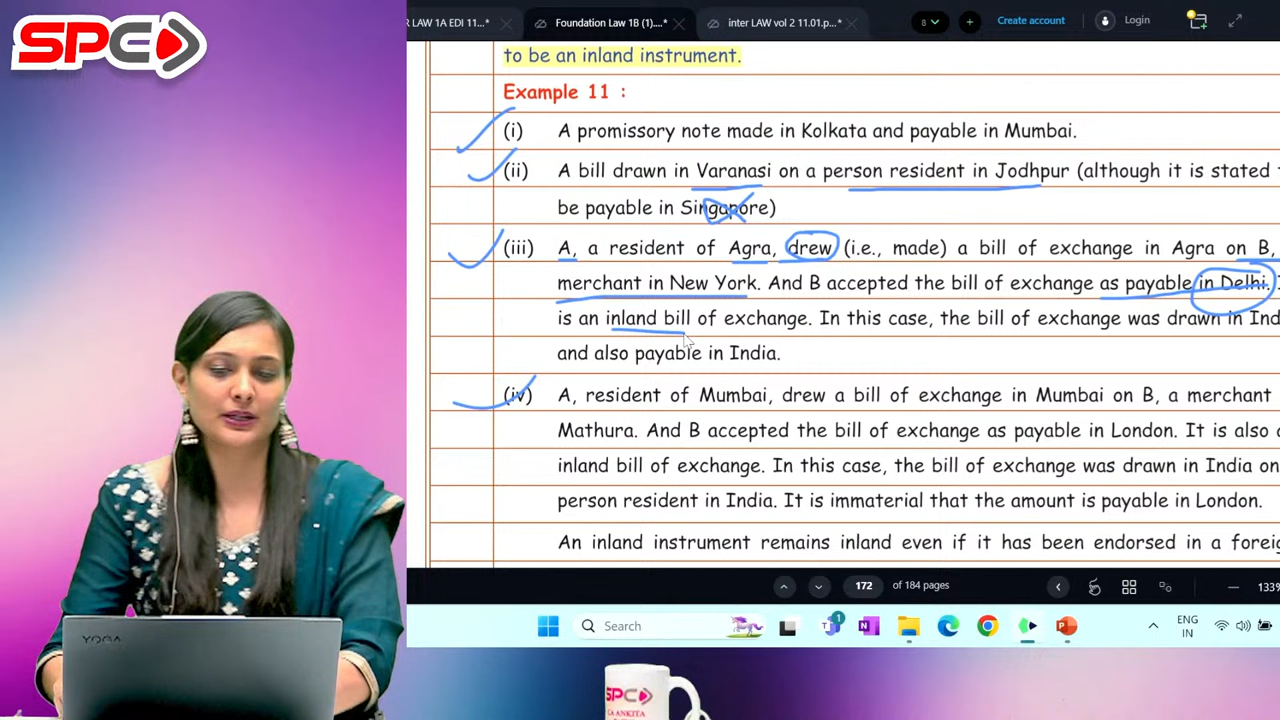 SPC
R LAW 1A EDI 11...*
Foundation Law 1B (1)....*
inter LAW vol 2 11.01.p...*
8
Create account
Login
to be an inland instrument.
Example 11 :
(i) A promissory note made in Kolkata and payable in Mumbai.
(ii) A bill drawn in Varanasi on a person resident in Jodhpur (although it is stated
be payable in Singapore)
(iii) A, a resident of Agra, drew (i.e., made) a bill of exchange in Agra on B,
merchant in New York. And B accepted the bill of exchange as payable in Delhi.
is an inland bill of exchange. In this case, the bill of exchange was drawn in Ind
and also payable in India.
(iv) A, resident of Mumbai, drew a bill of exchange in Mumbai on B, a merchant
Mathura. And B accepted the bill of exchange as payable in London. It is also
inland bill of exchange. In this case, the bill of exchange was drawn in India on
person resident in India. It is immaterial that the amount is payable in London.
An inland instrument remains inland even if it has been endorsed in a forei
172 of 184 pages
133%
Search
1
ENG
IN
YOGA
SPC
CA ANKITA